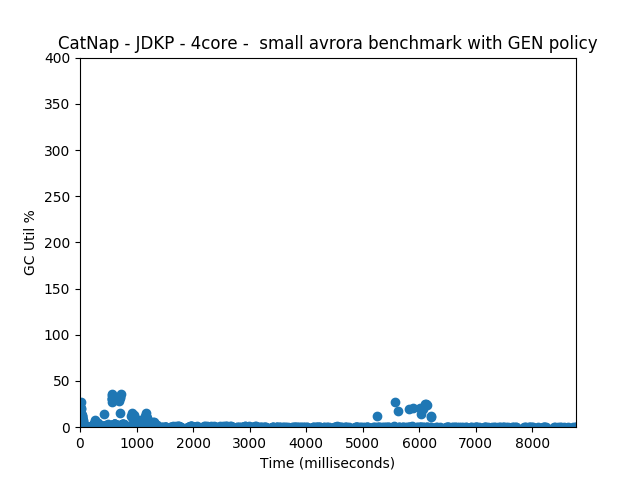 CatNap - JDKP - 4core -  small avrora benchmark with GEN policy
400
350
300
250
200
150
100
50
0
GC Util %
0 1000 2000 3000 4000 5000 6000 7000 8000
Time (milliseconds)